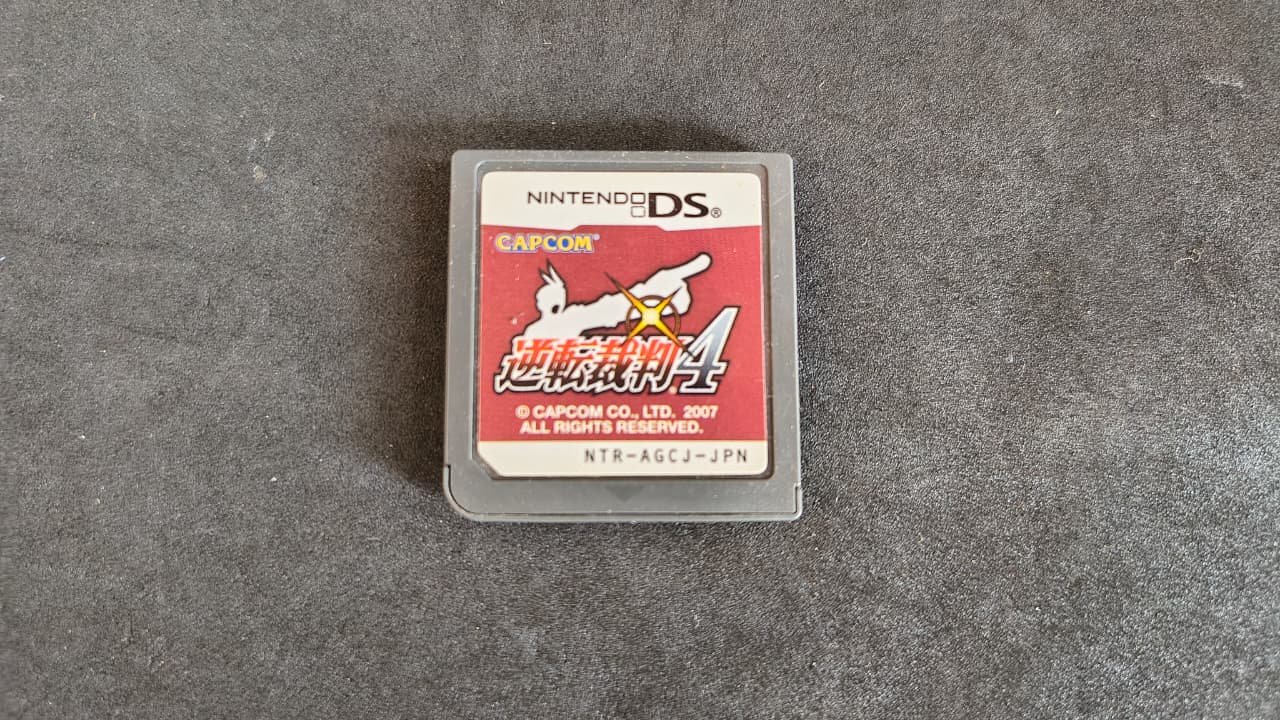 NINTENDO DS®
CAPCOM®
逆転裁判4
© CAPCOM CO., LTD. 2007
ALL RIGHTS RESERVED.
NTR-AGCJ-JPN